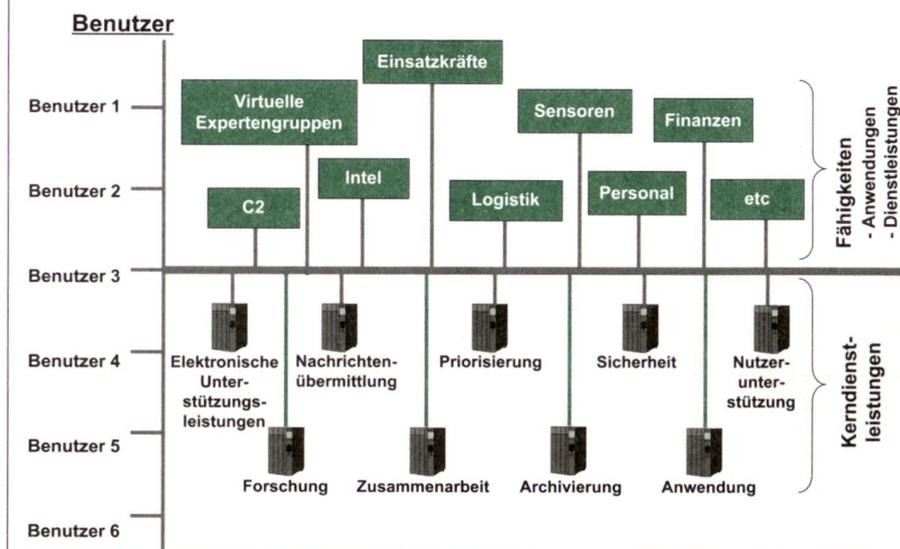 Benutzer
Benutzer 1
Benutzer 2
Benutzer 3
Benutzer 4
Benutzer 5
Benutzer 6
Einsatzkräfte
Virtuelle
Expertengruppen
Sensoren
Finanzen
Intel
C2
Logistik
Personal
etc
Fähigkeiten
- Anwendungen
- Dienstleistungen
Elektronische
Unter-
stützungs-
leistungen
Nachrichten-
übermittlung
Priorisierung
Sicherheit
Nutzer-
unter-
stützung
Forschung
Zusammenarbeit
Archivierung
Anwendung
Kerndienst-
leistungen